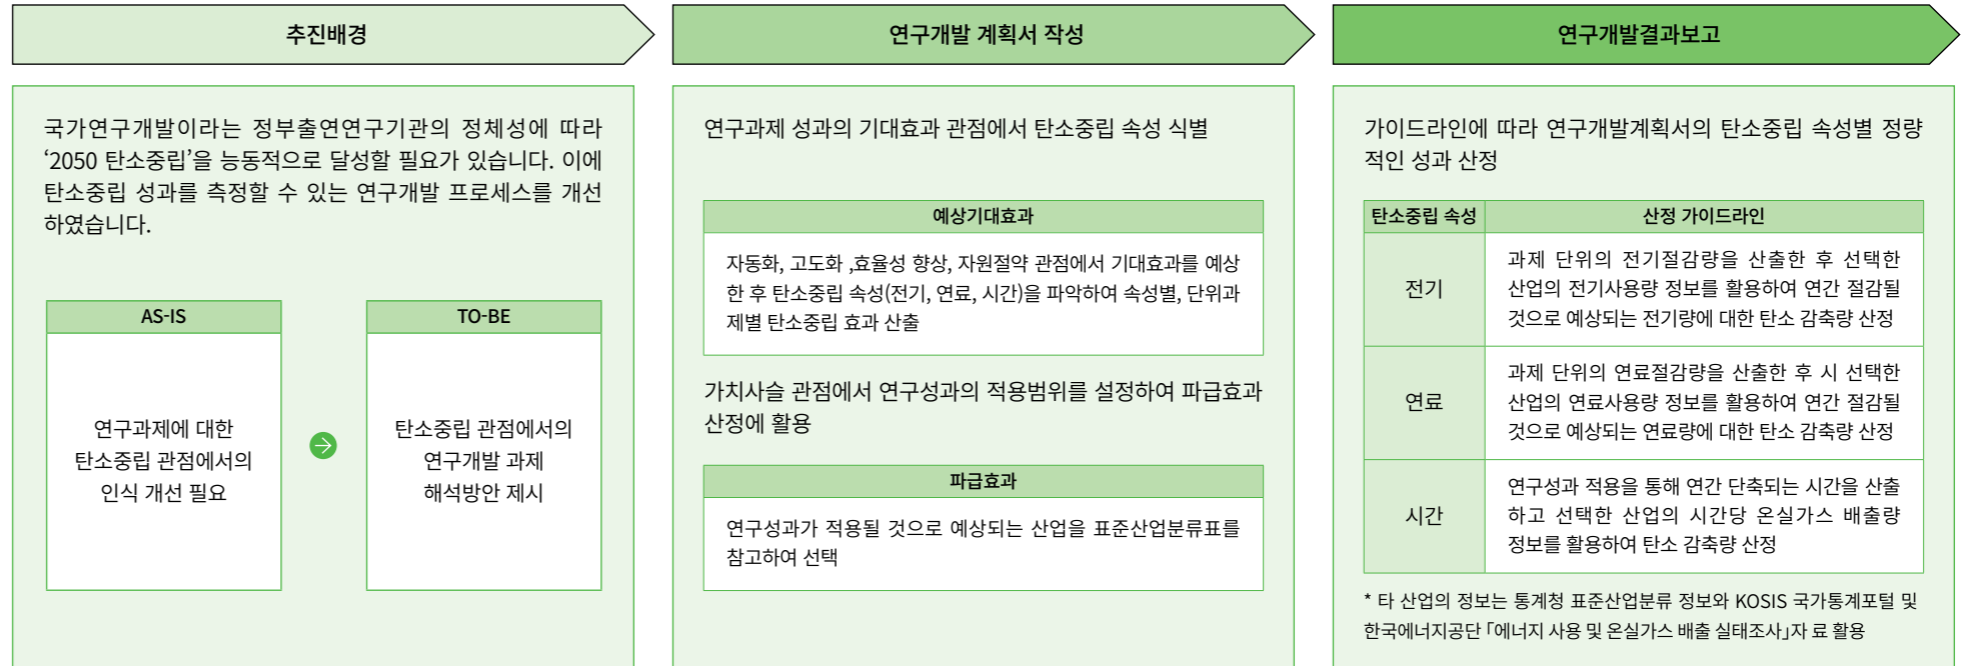 추진배경
국가연구개발이라는 정부출연연구기관의 정체성에 따라
‘2050 탄소중립’을 능동적으로 달성할 필요가 있습니다. 이에
탄소중립 성과를 측정할 수 있는 연구개발 프로세스를 개선
하였습니다.
AS-IS
연구과제에 대한
탄소중립 관점에서의
인식 개선 필요
TO-BE
탄소중립 관점에서의
연구개발 과제
해석방안 제시
연구개발 계획서 작성
연구과제 성과의 기대효과 관점에서 탄소중립 속성 식별
예상기대효과
자동화, 고도화 ,효율성 향상, 자원절약 관점에서 기대효과를 예상
한 후 탄소중립 속성(전기, 연료, 시간)을 파악하여 속성별, 단위과
제별 탄소중립 효과 산출
가치사슬 관점에서 연구성과의 적용범위를 설정하여 파급효과
산정에 활용
파급효과
연구성과가 적용될 것으로 예상되는 산업을 표준산업분류표를
참고하여 선택
연구개발결과보고
가이드라인에 따라 연구개발계획서의 탄소중립 속성별 정량
적인 성과 산정
탄소중립 속성 산정 가이드라인
전기
과제 단위의 전기절감량을 산출한 후 선택한
산업의 전기사용량 정보를 활용하여 연간 절감될
것으로 예상되는 전기량에 대한 탄소 감축량 산정
연료
과제 단위의 연료절감량을 산출한 후 시 선택한
산업의 연료사용량 정보를 활용하여 연간 절감될
것으로 예상되는 연료량에 대한 탄소 감축량 산정
시간
연구성과 적용을 통해 연간 단축되는 시간을 산출
하고 선택한 산업의 시간당 온실가스 배출량
정보를 활용하여 탄소 감축량 산정
* 타 산업의 정보는 통계청 표준산업분류 정보와 KOSIS 국가통계포털 및
한국에너지공단 ｢에너지 사용 및 온실가스 배출 실태조사｣자 료 활용